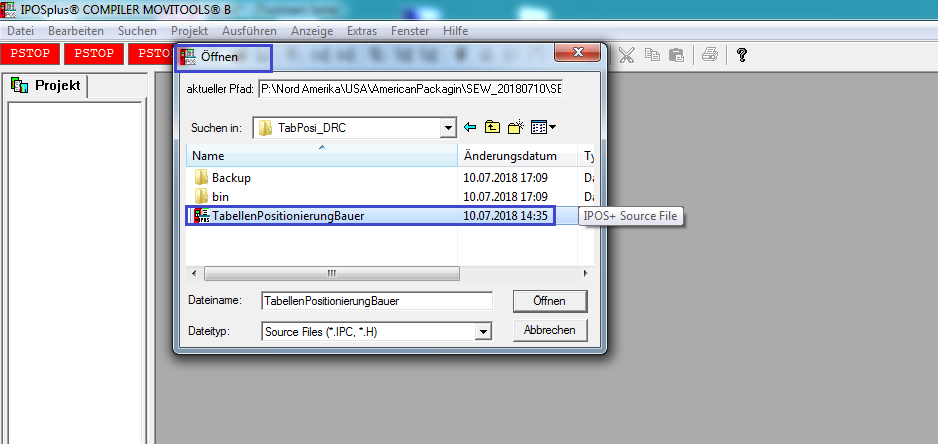 IPOSplus® COMPILER MOVITOOLS® B
Datei Bearbeiten Suchen Projekt Ausführen Anzeige Extras Fenster Hilfe
PSTOP PSTOP PSTO
Öffnen
Projekt
aktueller Pfad: P:\Nord Amerika\USA\AmericanPackagin\SEW_20180710\SE
Suchen in: TabPosi_DRC
Name Änderungsdatum Ty
Backup 10.07.2018 17:09 Da
bin 10.07.2018 17:09 Da
TabellenPositionierungBauer 10.07.2018 14:35
IPOS+ Source File
Dateiname: TabellenPositionierungBauer Öffnen
Dateityp: Source Files (*.IPC, *.H) Abbrechen